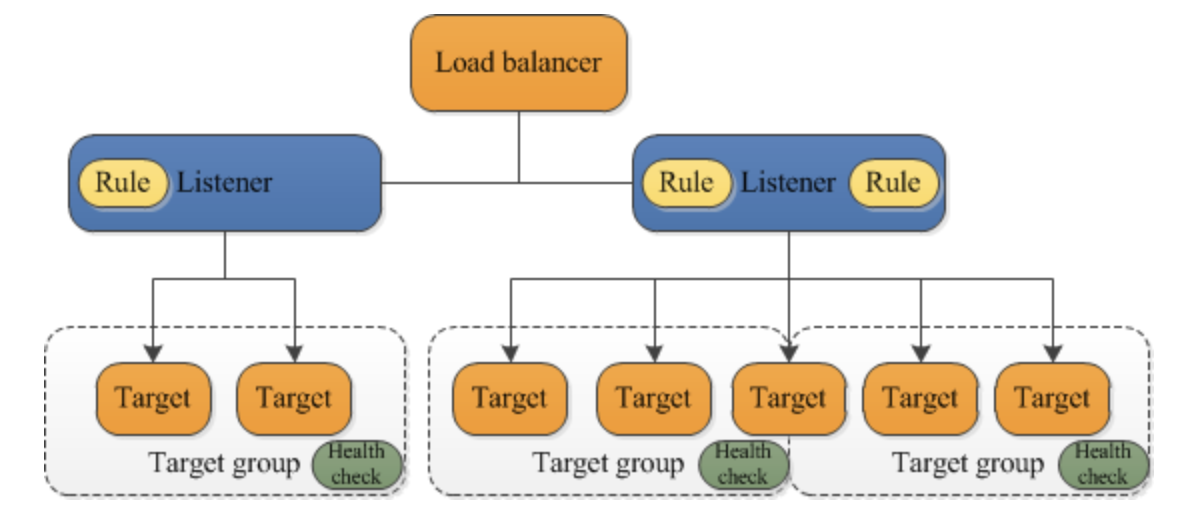 Load balancer
Rule Listener
Rule Listener Rule
Target Target
Target Target Target Target Target
Target group
Health
check
Target group
Health
check
Target group
Health
check